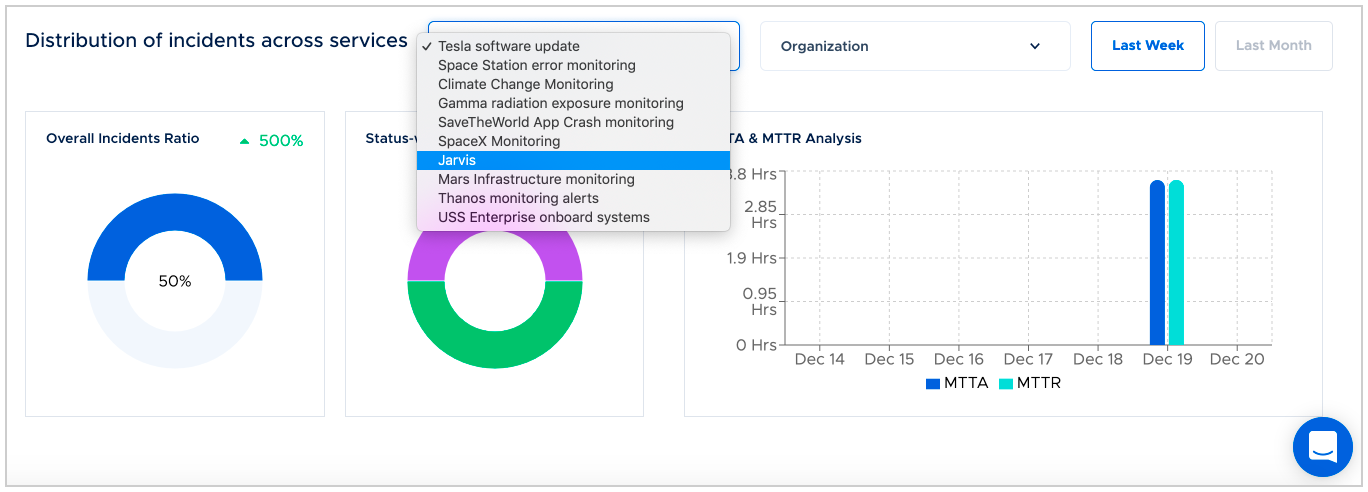 Distribution of incidents across services
✓ Tesla software update
Space Station error monitoring
Climate Change Monitoring
Gamma radiation exposure monitoring
SaveTheWorld App Crash monitoring
SpaceX Monitoring
Jarvis
Mars Infrastructure monitoring
Thanos monitoring alerts
USS Enterprise onboard systems
Organization
Last Week
Last Month
Overall Incidents Ratio
500%
50%
Status-
TA & MTTR Analysis
.8 Hrs
2.85
Hrs
1.9 Hrs
0.95
Hrs
0 Hrs
Dec 14 Dec 15 Dec 16 Dec 17 Dec 18 Dec 19 Dec 20
MTTA MTTR